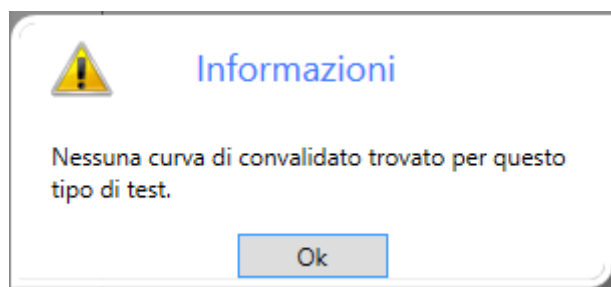 Informazioni
Nessuna curva di convalidato trovato per questo
tipo di test.
Ok